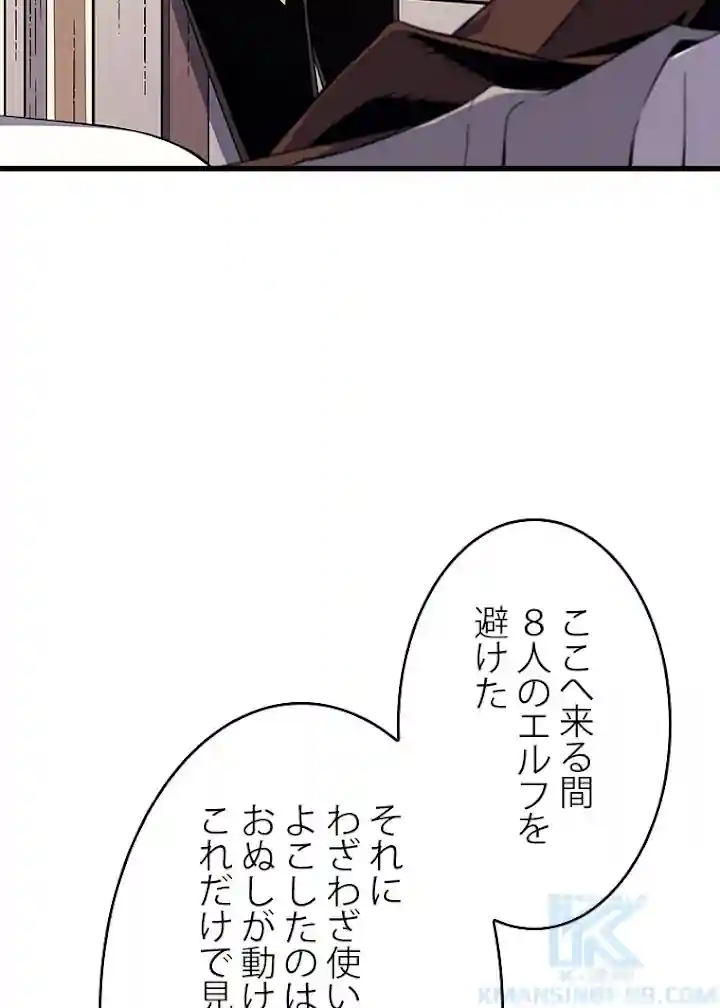 ここへ来る間
8人のエルフを
避けた
それに
わざわざ使い
よこしたのは
おぬしが動け
これだけで見